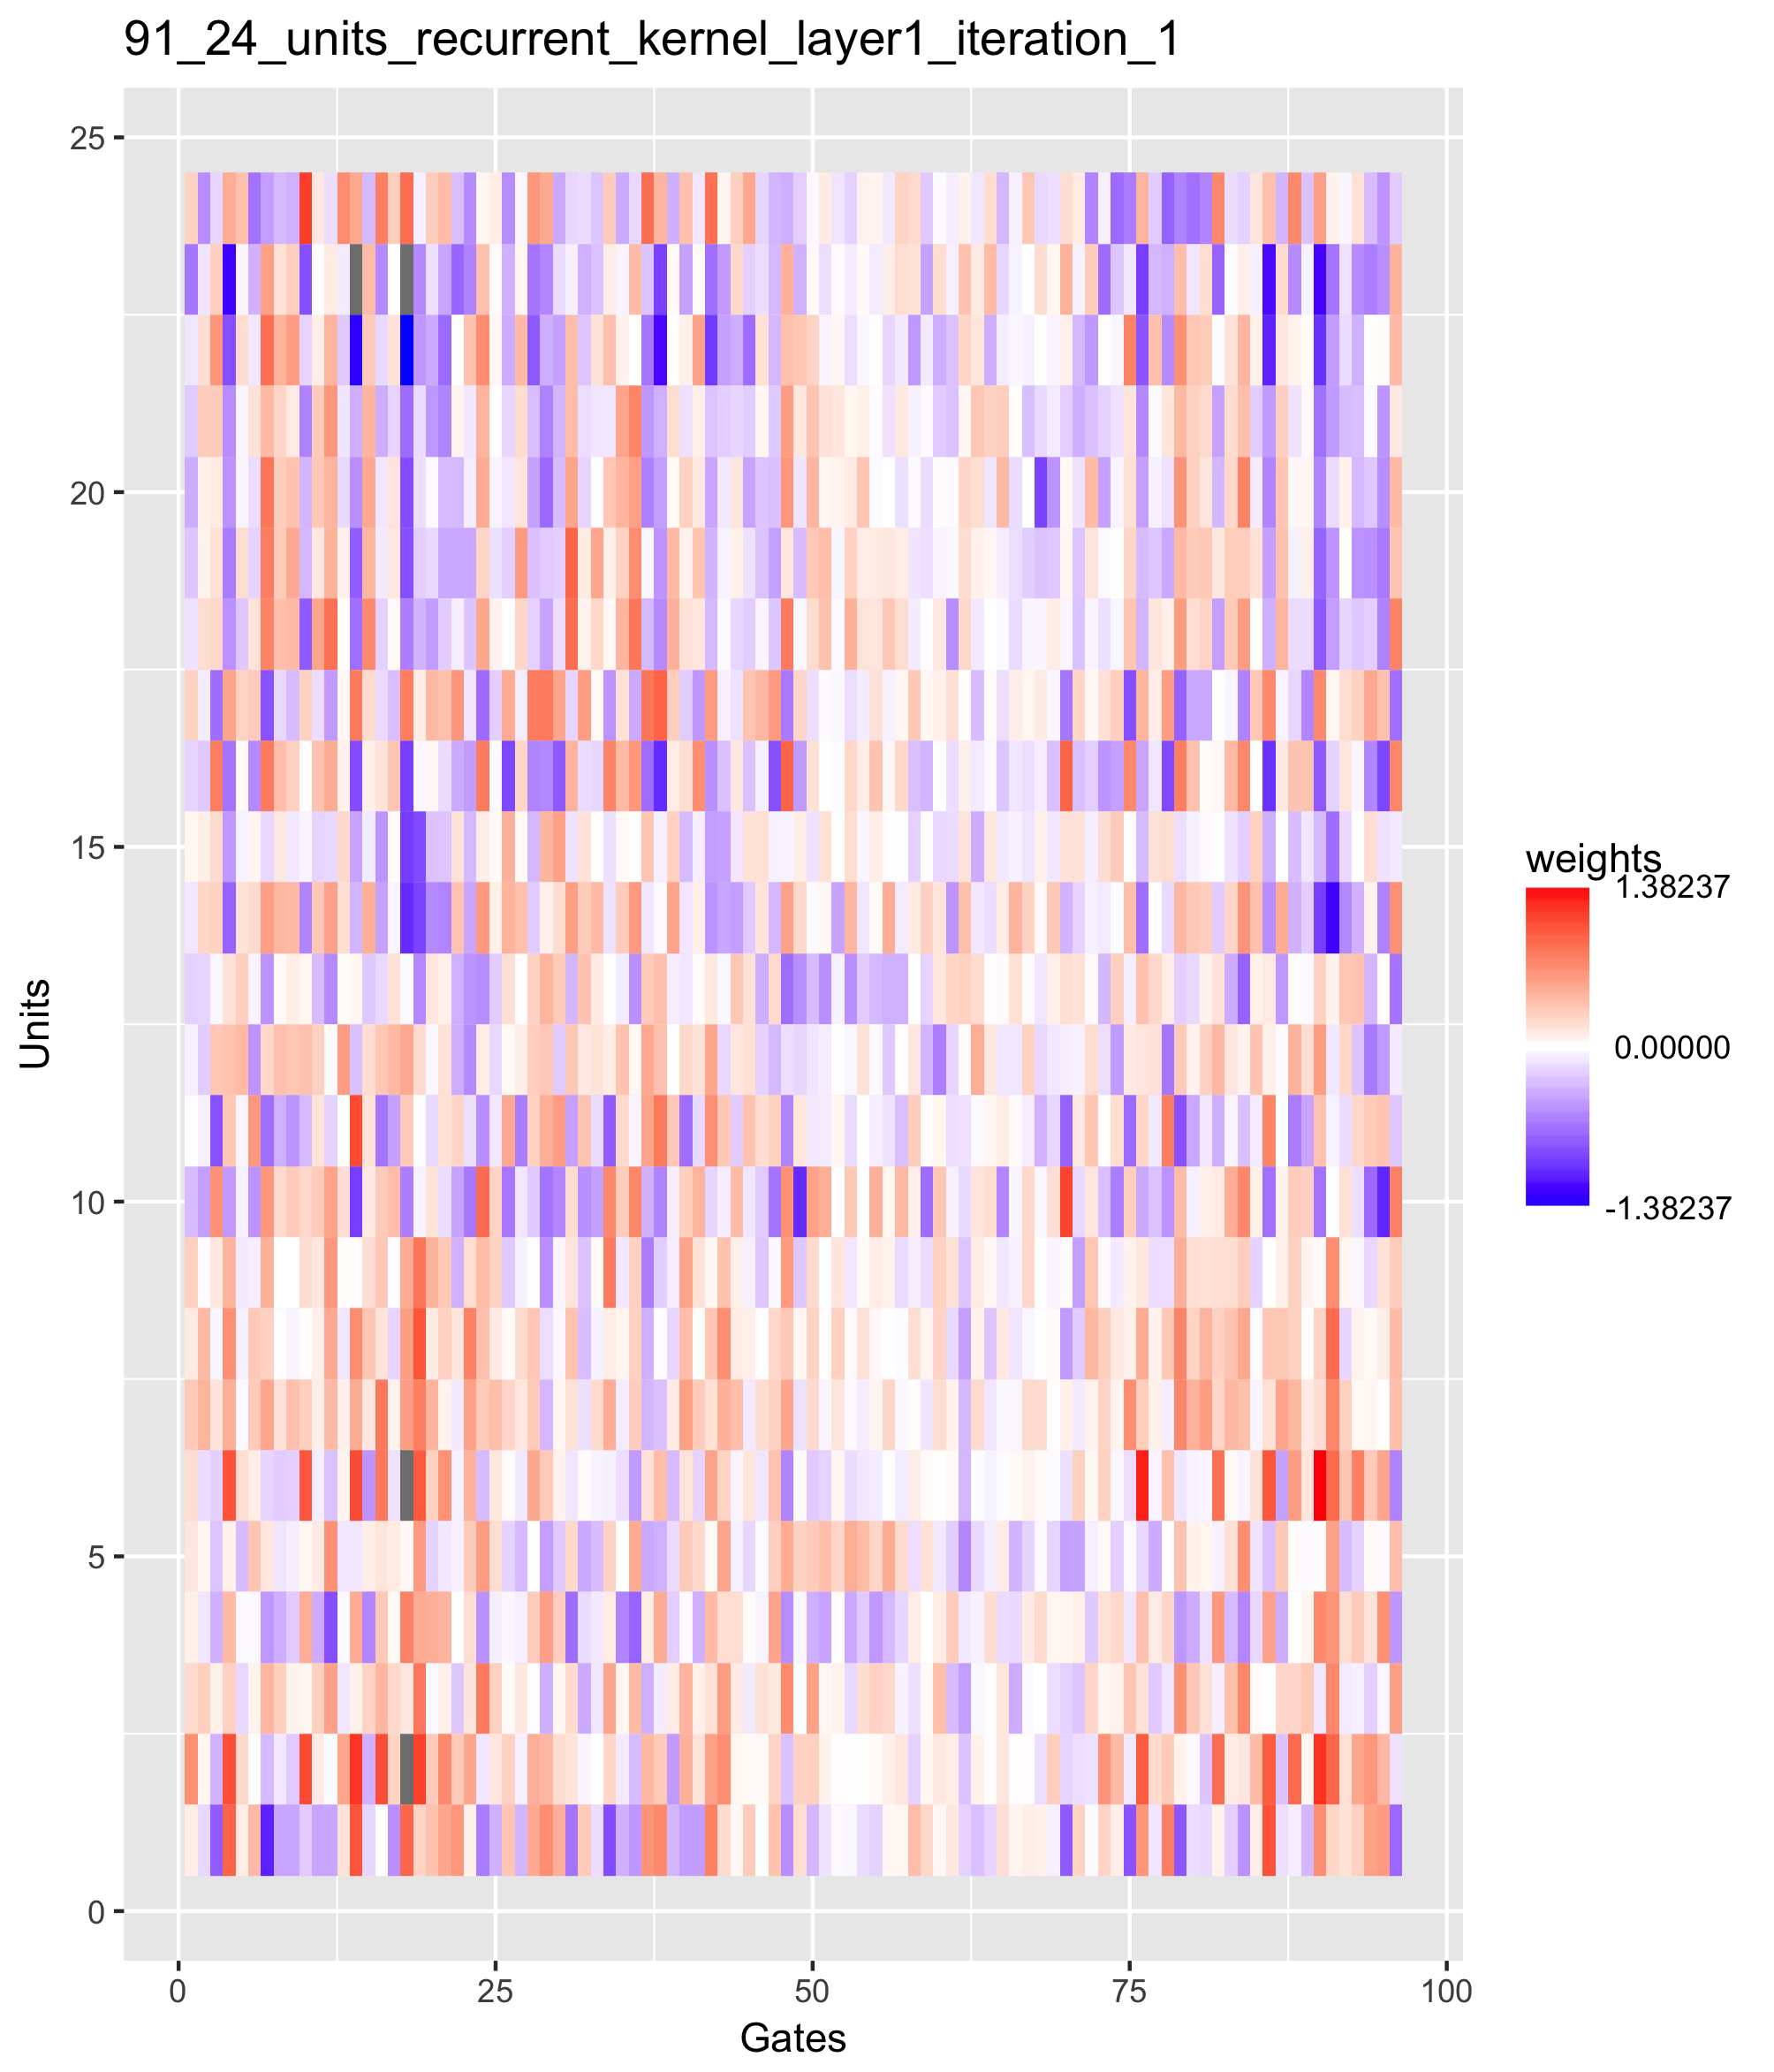 91_24_units_recurrent_kernel_layer1_iteration_1
25
20
15
10
5
0
Units
0 25 50 75 100
Gates
weights
1.38237
0.00000
-1.38237